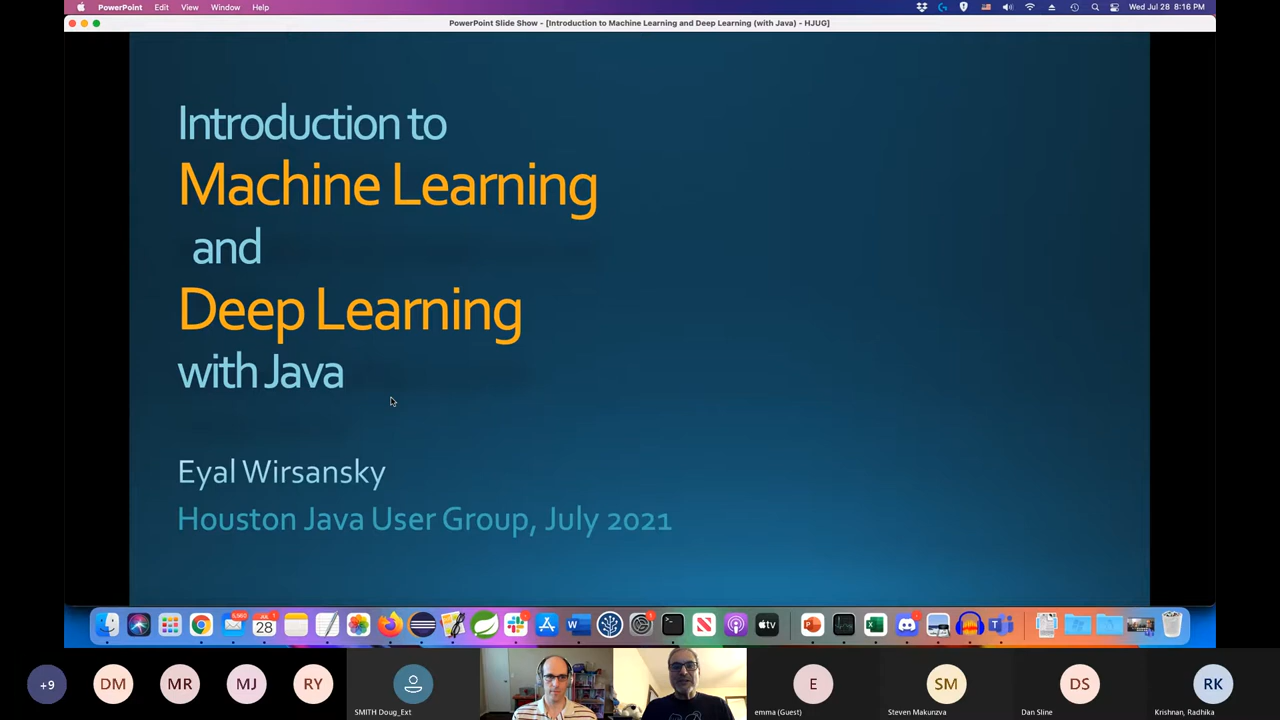 PowerPoint Edit View Window Help
Wed Jul 28 8:16 PM
PowerPoint Slide Show - [Introduction to Machine Learning and Deep Learning (with Java) - HJUG]
Introduction to
Machine Learning
and
Deep Learning
with Java
Eyal Wirsansky
Houston Java User Group, July 2021
JUL
28
tv
+9
DM
MR
MJ
RY
E
SM
DS
RK
SMITH Doug_Ext
emma (Guest)
Steven Makunzva
Dan Sline
Krishnan, Radhika